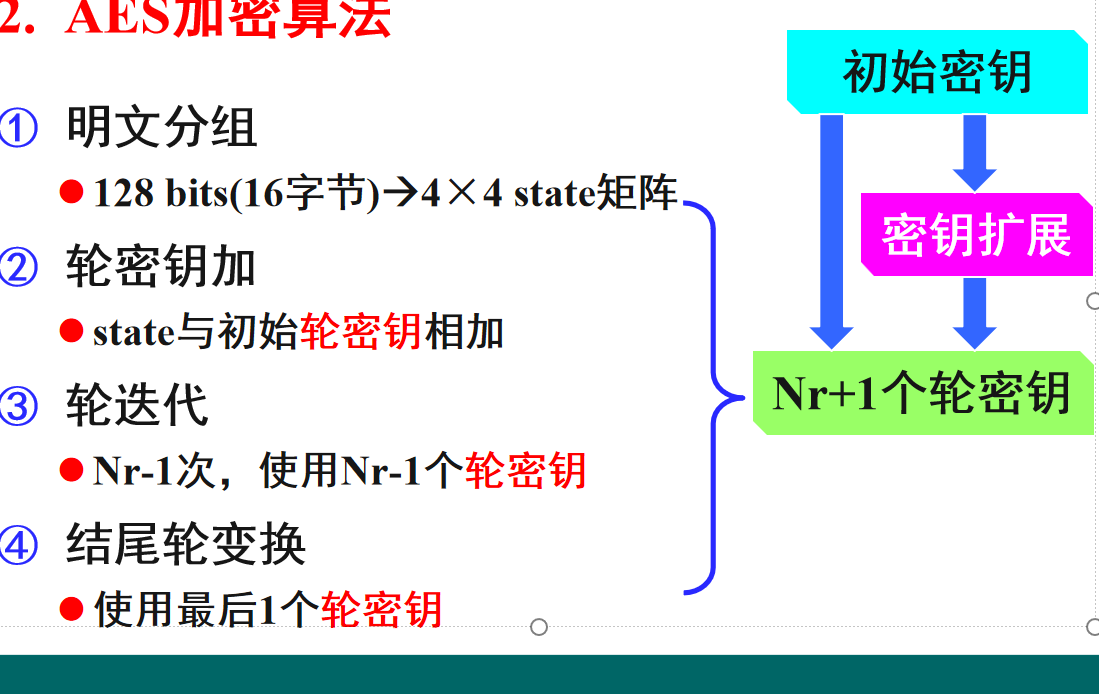 2. AES加密算法
① 明文分组
128 bits(16字节)→4×4 state矩阵
② 轮密钥加
state与初始轮密钥相加
③ 轮迭代
Nr-1次，使用Nr-1个轮密钥
④ 结尾轮变换
使用最后1个轮密钥
初始密钥
密钥扩展
Nr+1个轮密钥